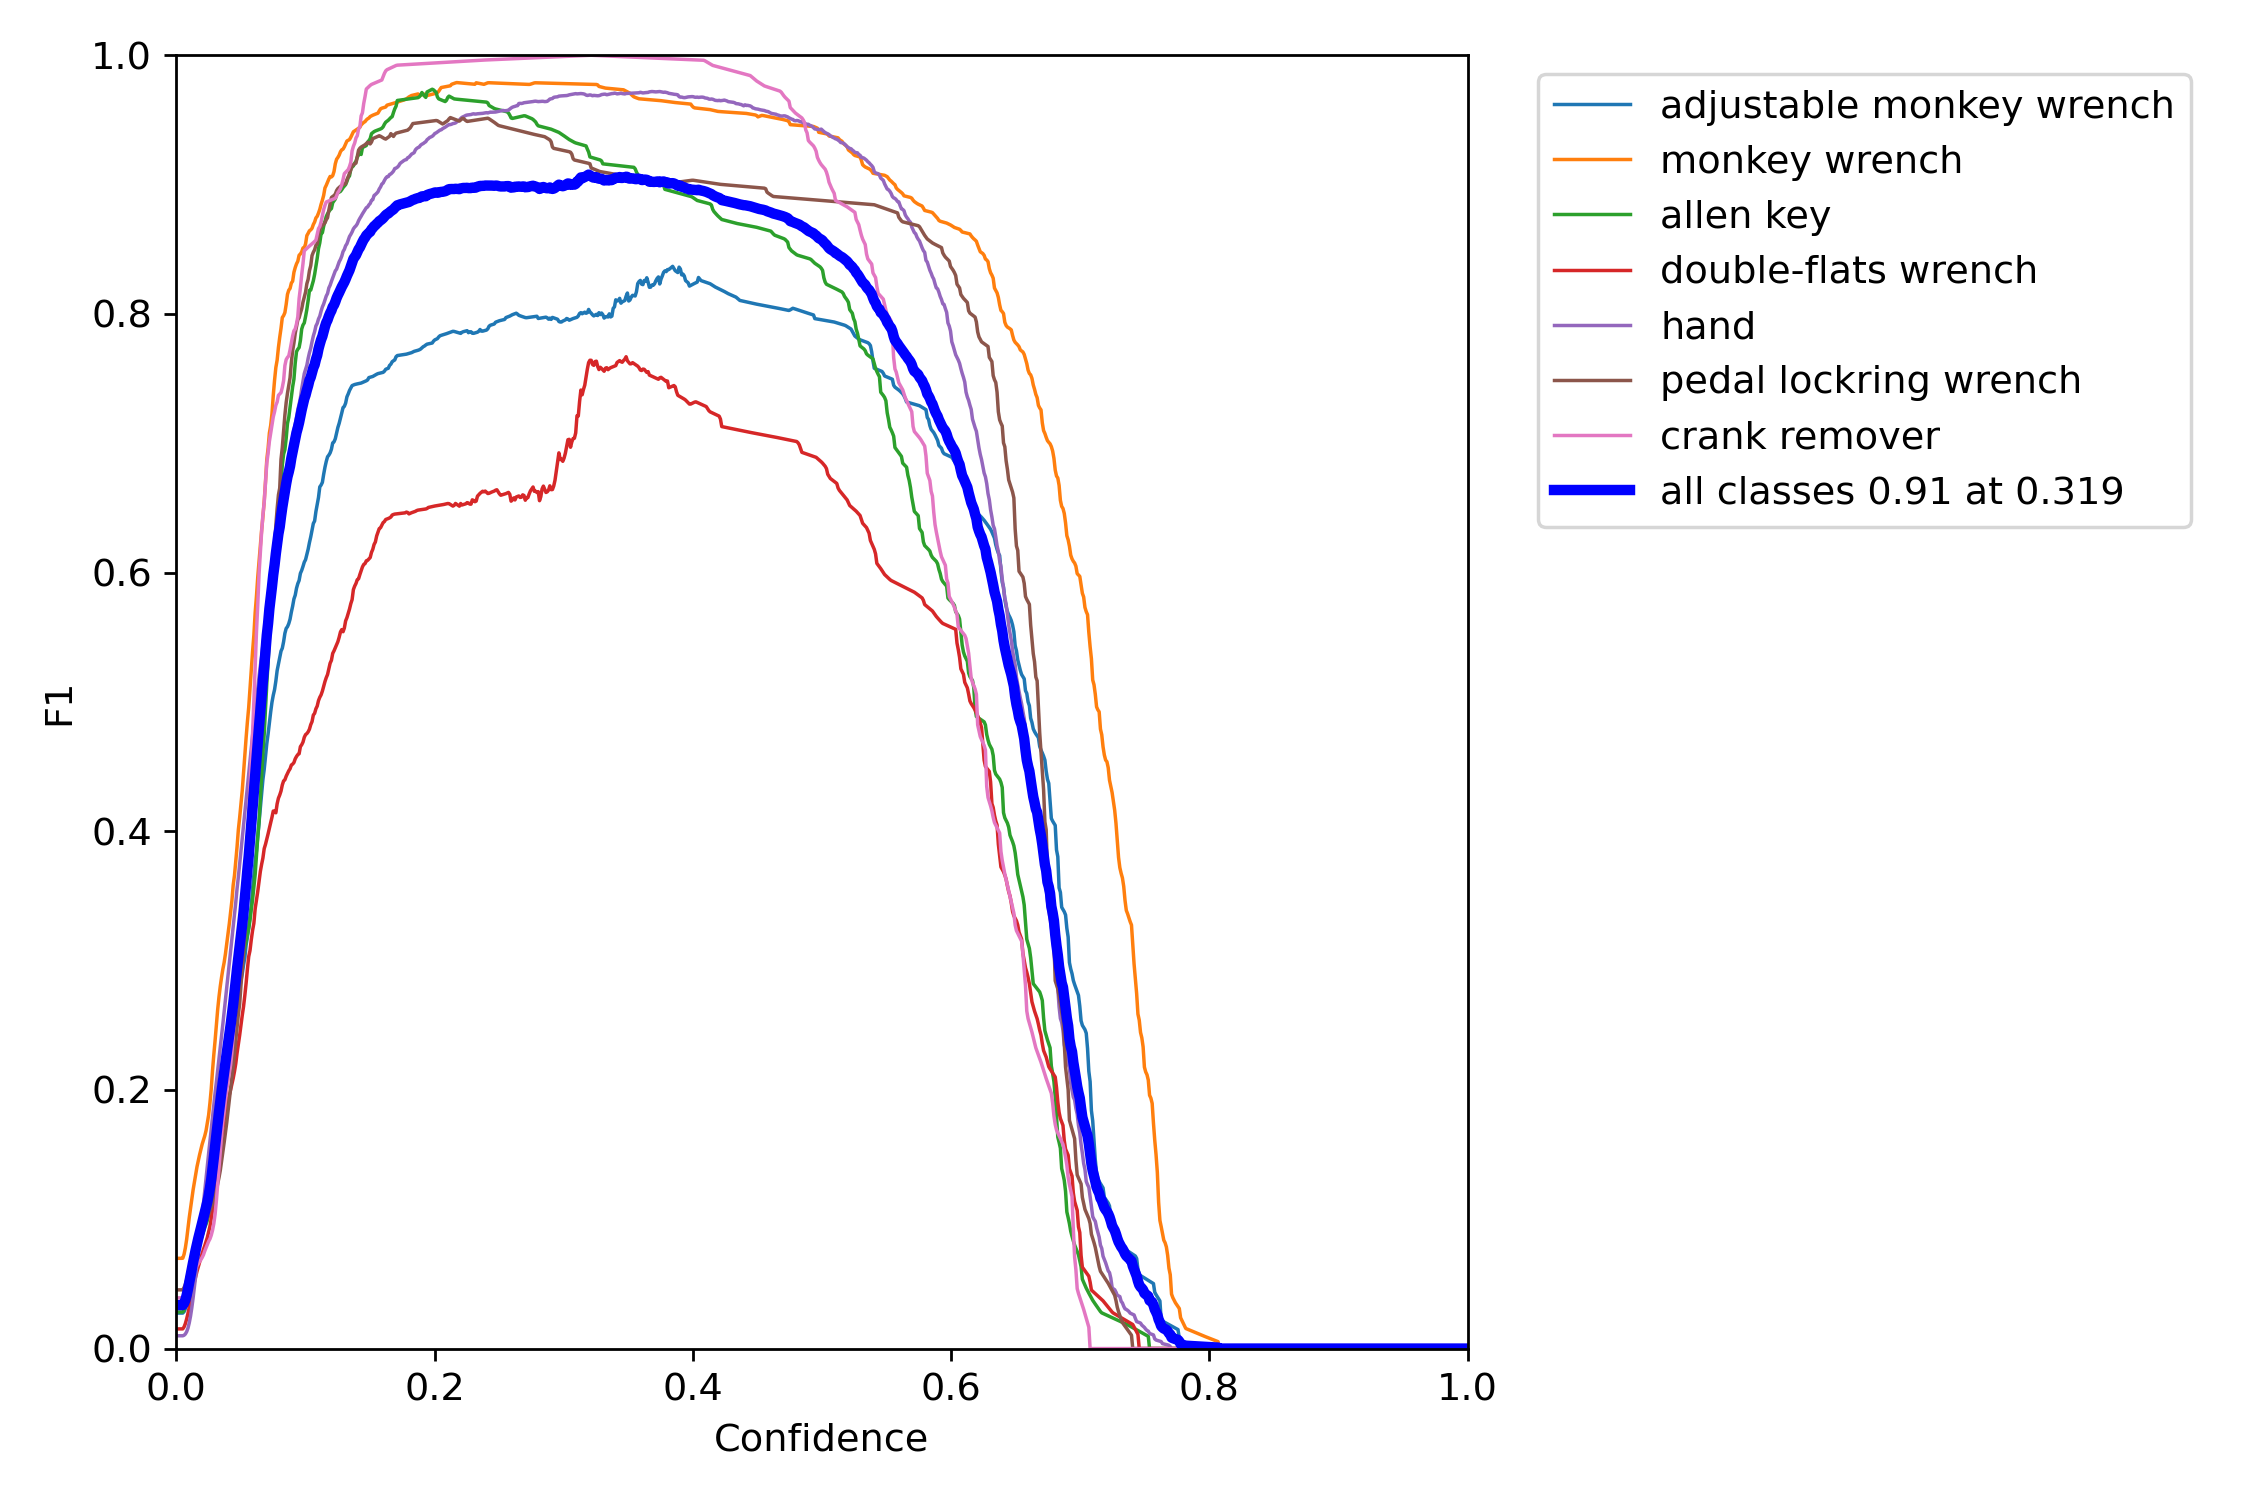 1.0
0.8
0.6
0.4
0.2
0.0
F1
0.0 0.2 0.4 0.6 0.8 1.0
Confidence
adjustable monkey wrench
monkey wrench
allen key
double-flats wrench
hand
pedal lockring wrench
crank remover
all classes 0.91 at 0.319